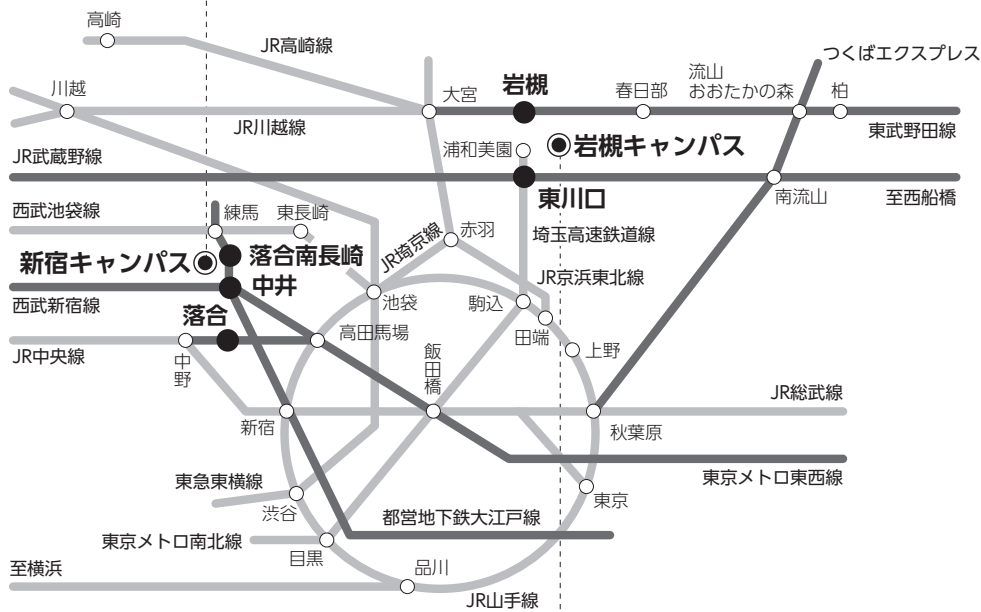 高崎
JR高崎線
つくばエクスプレス
川越
大宮
岩槻
春日部
流山
おおたかの森
柏
JR川越線
東武野田線
浦和美園
岩槻キャンパス
JR武蔵野線
東川口
南流山
至西船橋
西武池袋線
練馬
東長崎
JR埼京線
赤羽
埼玉高速鉄道線
新宿キャンパス
落合南長崎
中井
JR京浜東北線
西武新宿線
池袋
駒込
田端
落合
高田馬場
JR中央線
中野
飯田橋
上野
JR総武線
新宿
秋葉原
東京メトロ東西線
東急東横線
渋谷
東京
都営地下鉄大江戸線
東京メトロ南北線
目黒
至横浜
品川
JR山手線